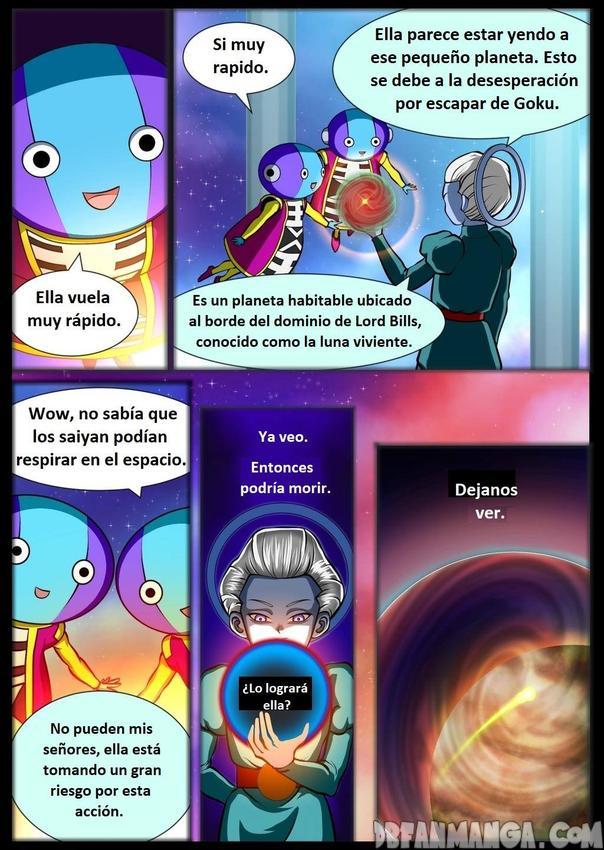 Ella vuela
muy rápido.
Si muy
rapido.
Ella parece estar yendo a
ese pequeño planeta. Esto
se debe a la desesperación
por escapar de Goku.
Es un planeta habitable ubicado
al borde del dominio de Lord Bills,
conocido como la luna viviente.
Wow, no sabía que
los saiyan podían
respirar en el espacio.
No pueden mis
señores, ella está
tomando un gran
riesgo por esta
acción.
Ya veo.
Entonces
podría morir.
¿Lo logrará
ella?
Dejanos
ver.
DBFANMANGA.COM